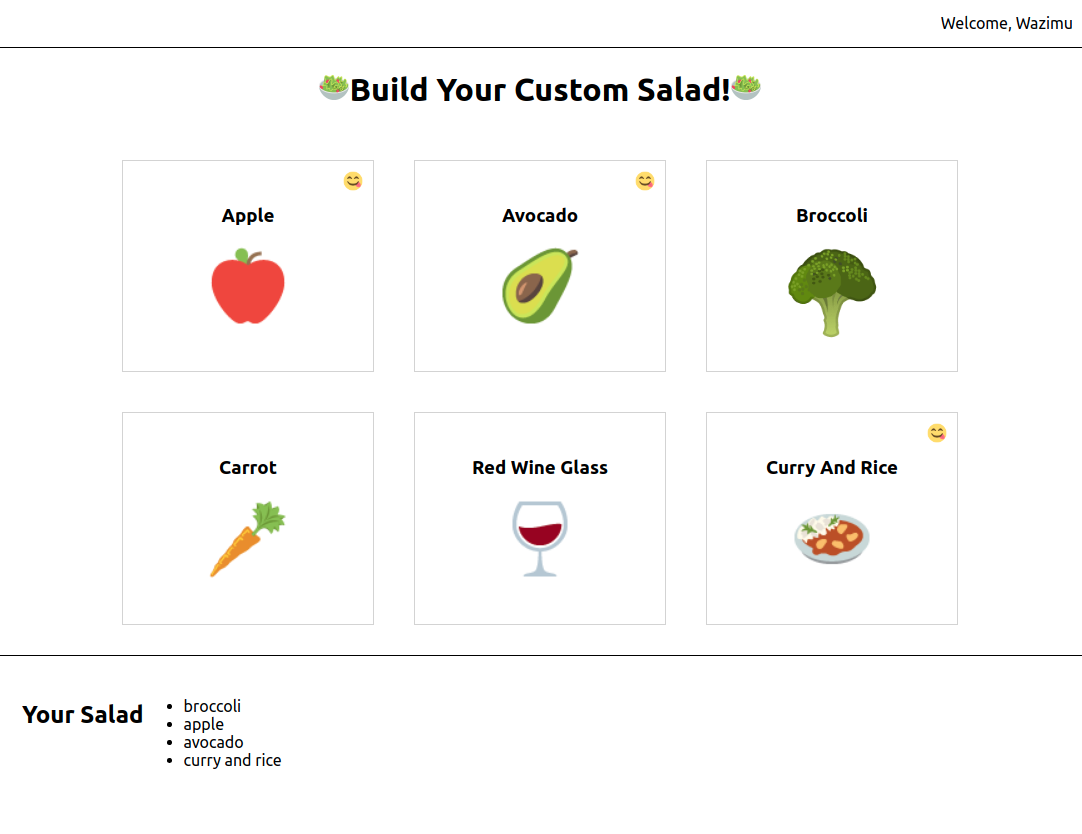 Welcome, Wazimu
Build Your Custom Salad!
Apple
Avocado
Broccoli
Carrot
Red Wine Glass
Curry And Rice
Your Salad
broccoli
apple
avocado
curry and rice